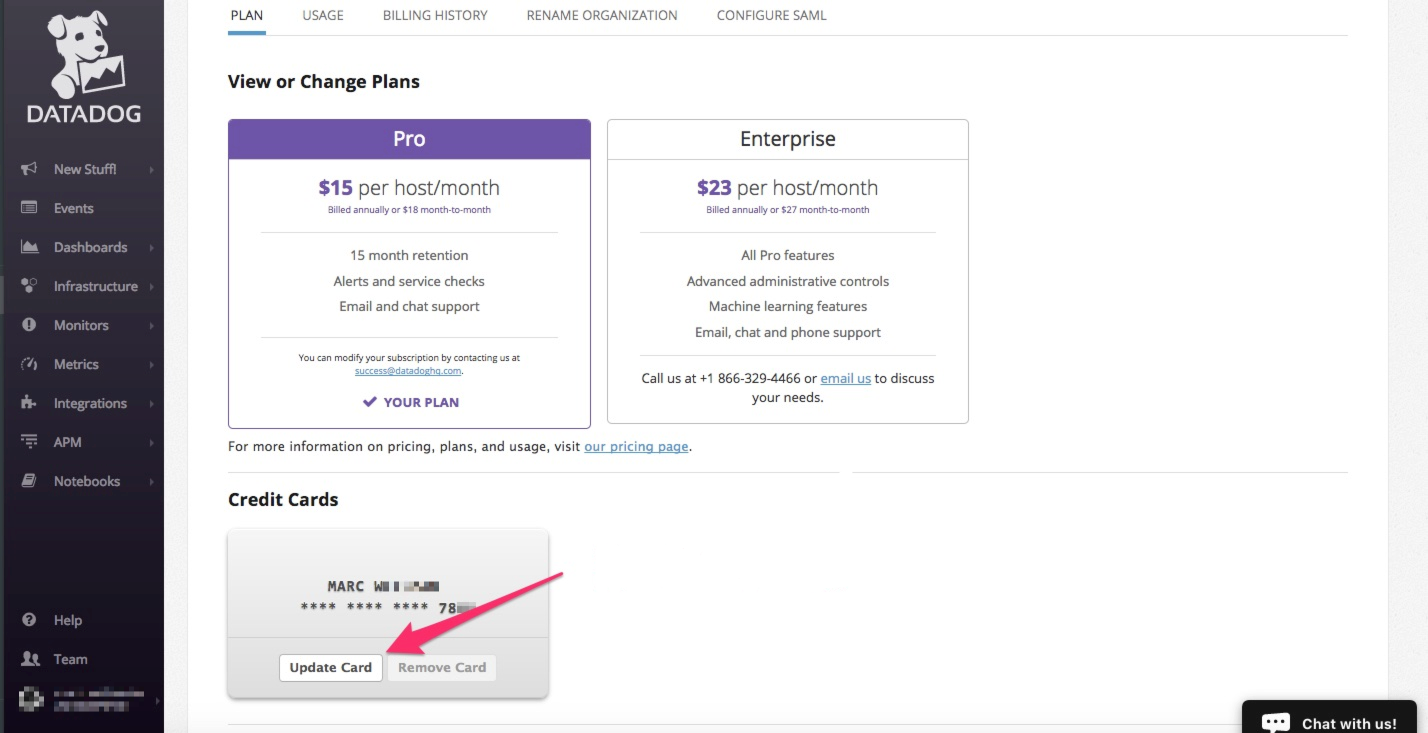 DATADOG
New Stuff!
Events
Dashboards
Infrastructure
Monitors
Metrics
Integrations
APM
Notebooks
Help
Team
PLAN
USAGE
BILLING HISTORY
RENAME ORGANIZATION
CONFIGURE SAML
View or Change Plans
Pro
$15 per host/month
Billed annually or $18 month-to-month
15 month retention
Alerts and service checks
Email and chat support
You can modify your subscription by contacting us at
success@datadoghq.com.
YOUR PLAN
Enterprise
$23 per host/month
Billed annually or $27 month-to-month
All Pro features
Advanced administrative controls
Machine learning features
Email, chat and phone support
Call us at +1 866-329-4466 or email us to discuss
your needs.
For more information on pricing, plans, and usage, visit our pricing page.
Credit Cards
MARC
**** **** **** 78
Update Card
Remove Card
Chat with us!